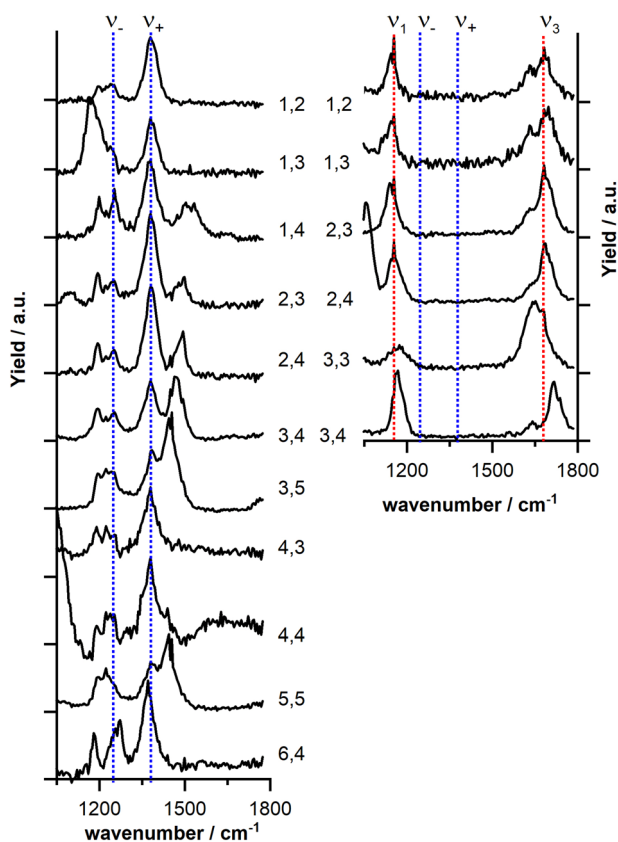 ν- ν+
ν1 ν- ν+ ν3
1,2
1,3
1,4
2,3
2,4
3,4
3,5
4,3
4,4
5,5
6,4
1,2
1,3
2,3
2,4
3,3
3,4
Yield / a.u.
Yield / a.u.
1200 1500 1800
wavenumber / cm-1
1200 1500 1800
wavenumber / cm-1